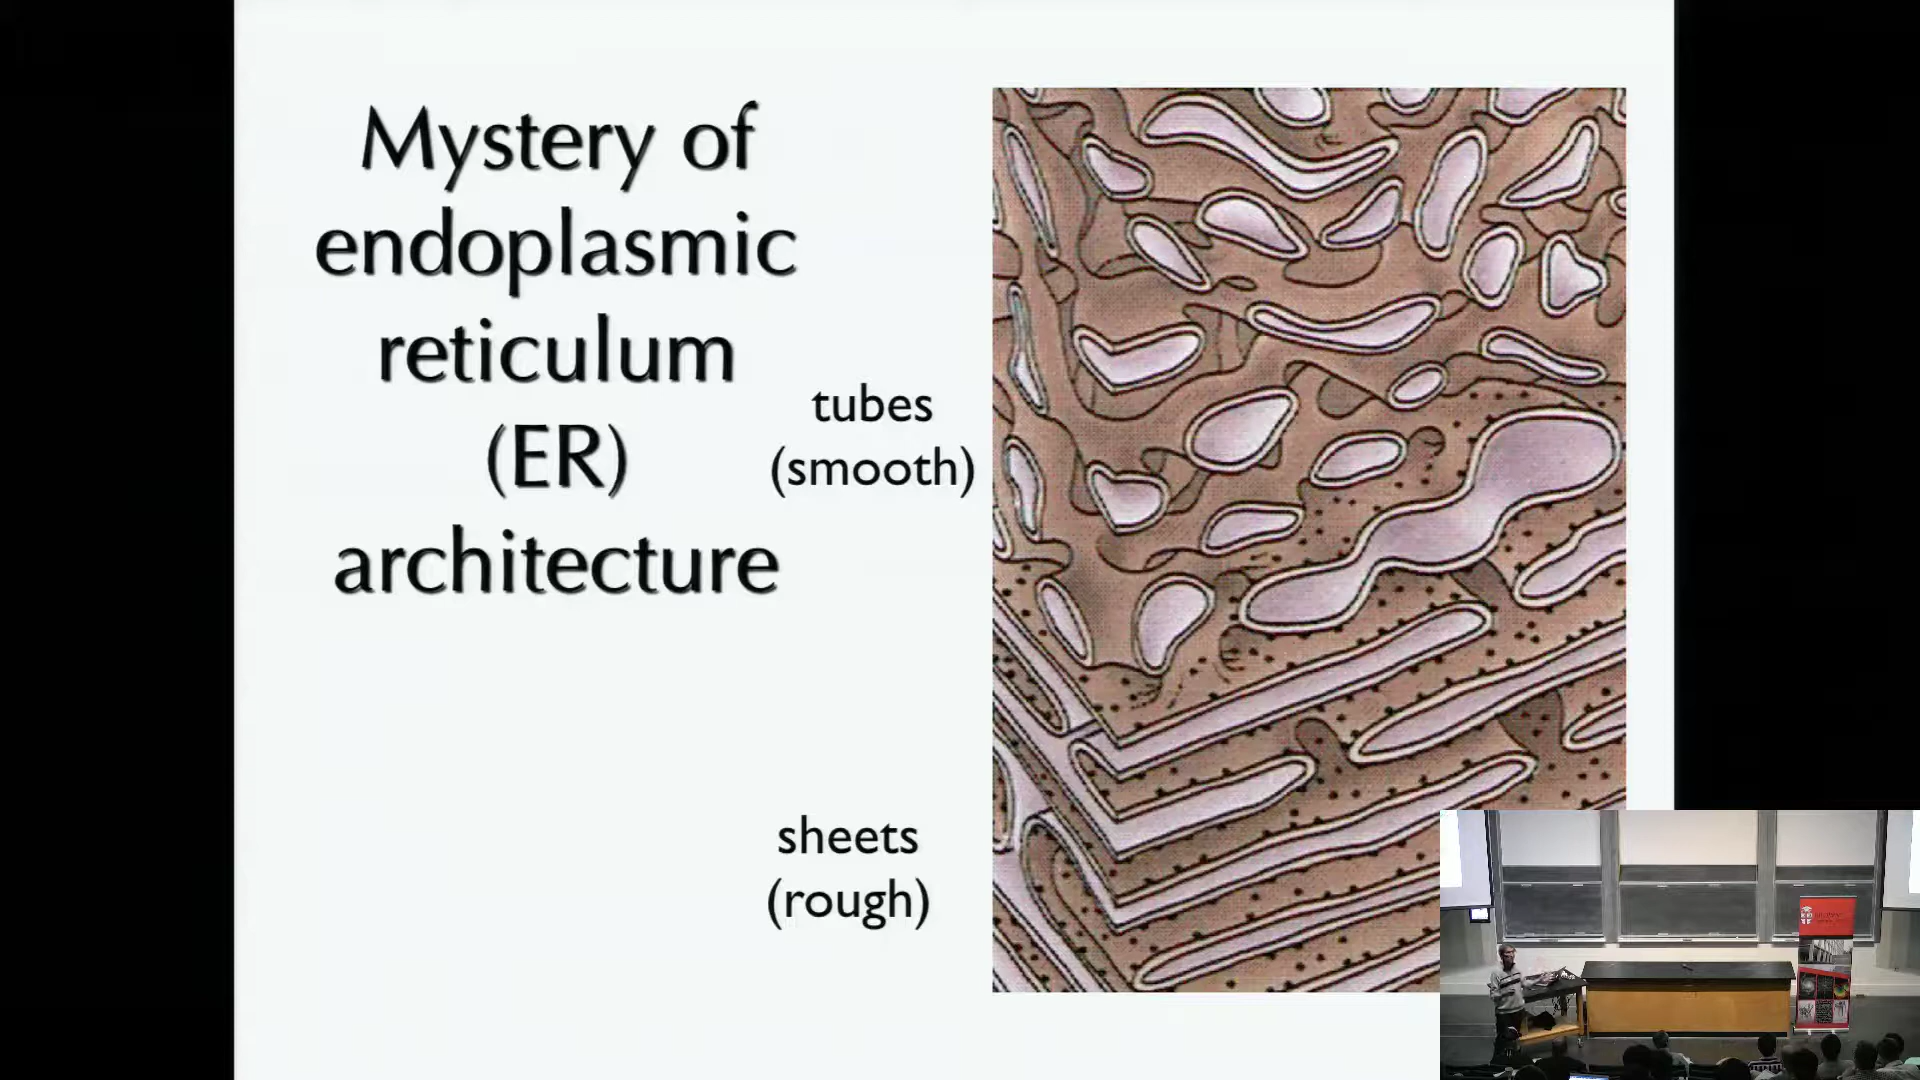 Mystery of
endoplasmic
reticulum
(ER)
architecture
tubes
(smooth)
sheets
(rough)